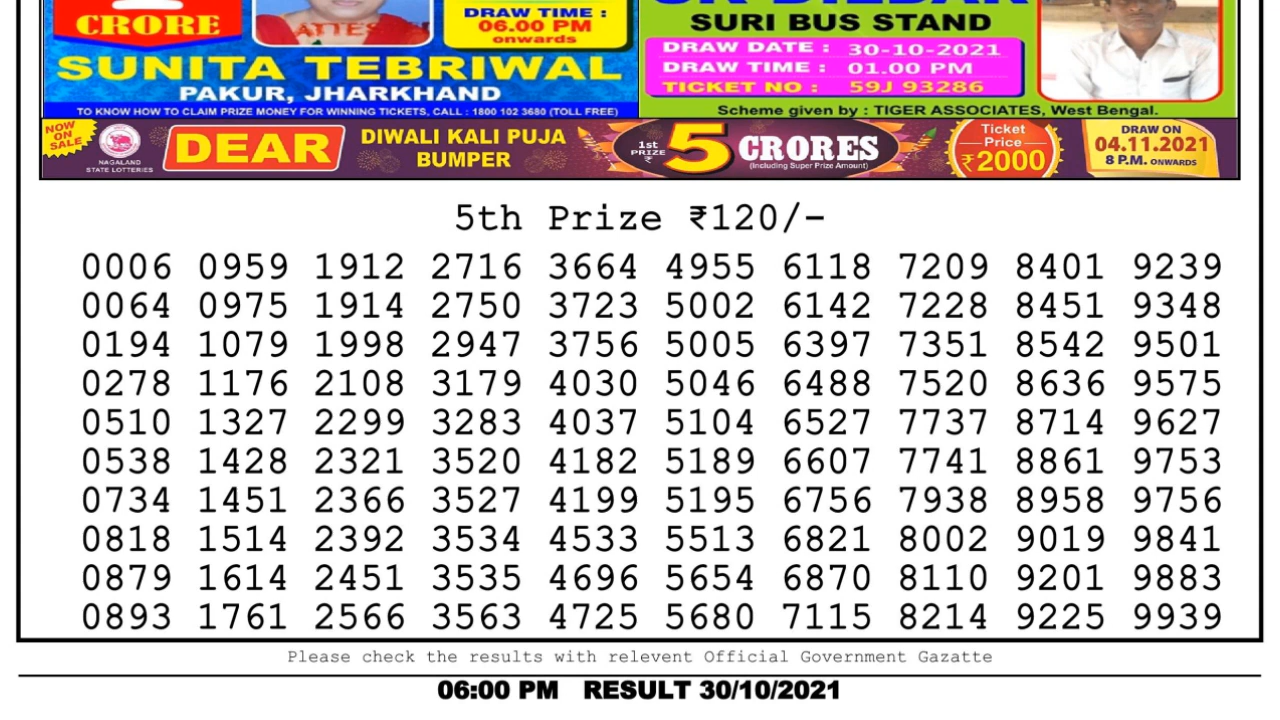 CRORE
ATTES
DRAW TIME :
06.00 PM
onwards
SUNITA TEBRIWAL
PAKUR, JHARKHAND
TO KNOW HOW TO CLAIM PRIZE MONEY FOR WINNING TICKETS, CALL : 1800 102 3680 (TOLL FREE)
SURI BUS STAND
DRAW DATE : 30-10-2021
DRAW TIME : 01.00 PM
TICKET NO : 59J 93286
Scheme given by : TIGER ASSOCIATES, West Bengal.
NOW ON SALE
NAGALAND
STATE LOTTERIES
DEAR
DIWALI KALI PUJA
BUMPER
1st
PRIZE
₹
5 CRORES
(Including Super Prize Amount)
Ticket
Price
₹2000
DRAW ON
04.11.2021
8 P.M. ONWARDS
5th Prize ₹120/-
0006 0959 1912 2716 3664 4955 6118 7209 8401 9239
0064 0975 1914 2750 3723 5002 6142 7228 8451 9348
0194 1079 1998 2947 3756 5005 6397 7351 8542 9501
0278 1176 2108 3179 4030 5046 6488 7520 8636 9575
0510 1327 2299 3283 4037 5104 6527 7737 8714 9627
0538 1428 2321 3520 4182 5189 6607 7741 8861 9753
0734 1451 2366 3527 4199 5195 6756 7938 8958 9756
0818 1514 2392 3534 4533 5513 6821 8002 9019 9841
0879 1614 2451 3535 4696 5654 6870 8110 9201 9883
0893 1761 2566 3563 4725 5680 7115 8214 9225 9939
Please check the results with relevent Official Government Gazatte
06:00 PM RESULT 30/10/2021